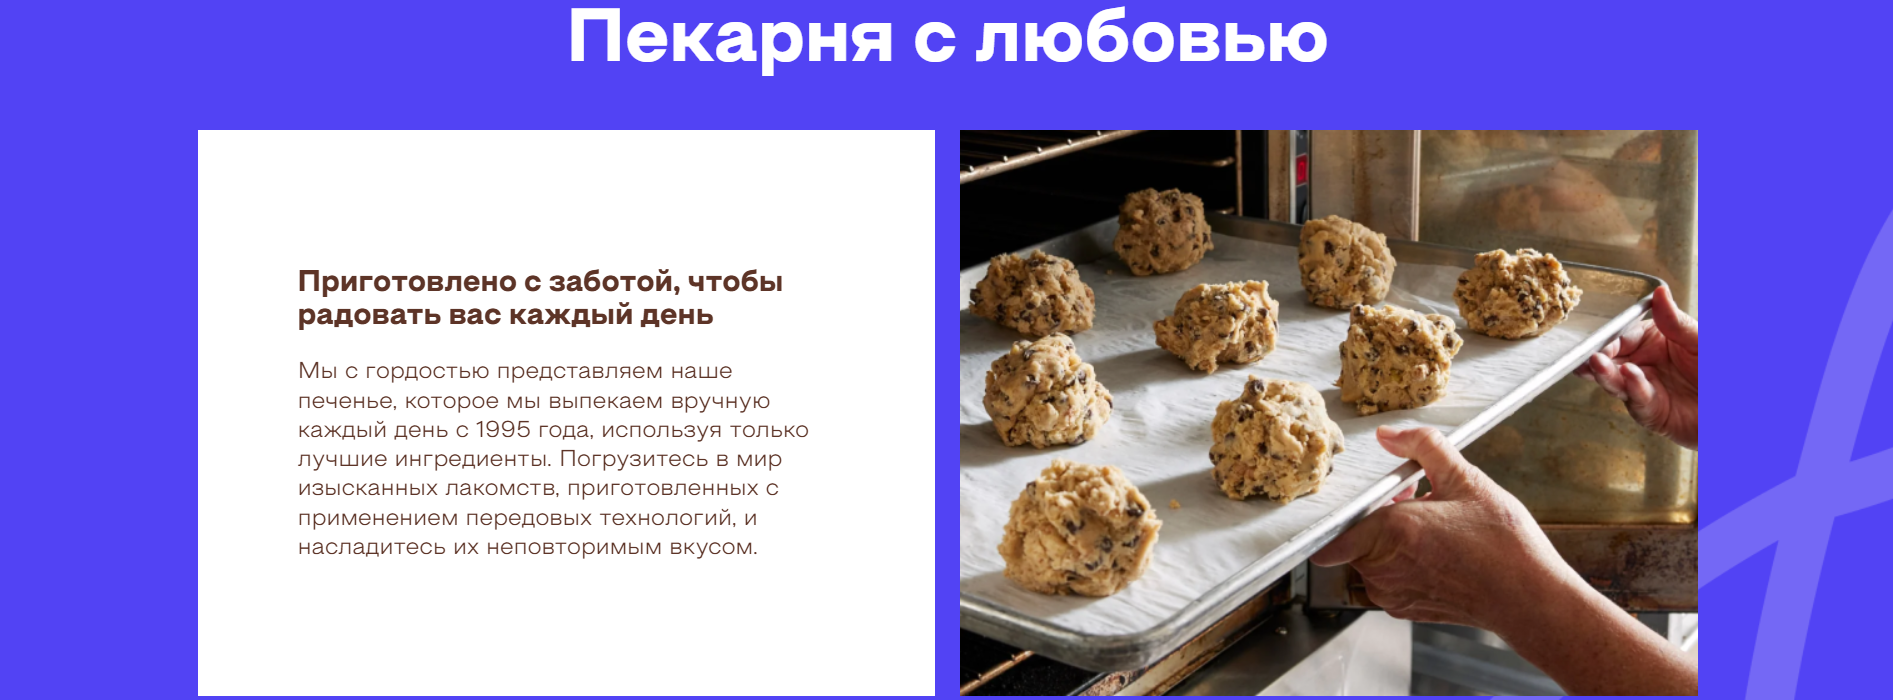 Пекарня с любовью
Приготовлено с заботой, чтобы
радовать вас каждый день
Мы с гордостью представляем наше
печенье, которое мы выпекаем вручную
каждый день с 1995 года, используя только
лучшие ингредиенты. Погрузитесь в мир
изысканных лакомств, приготовленных с
применением передовых технологий, и
насладитесь их неповторимым вкусом.